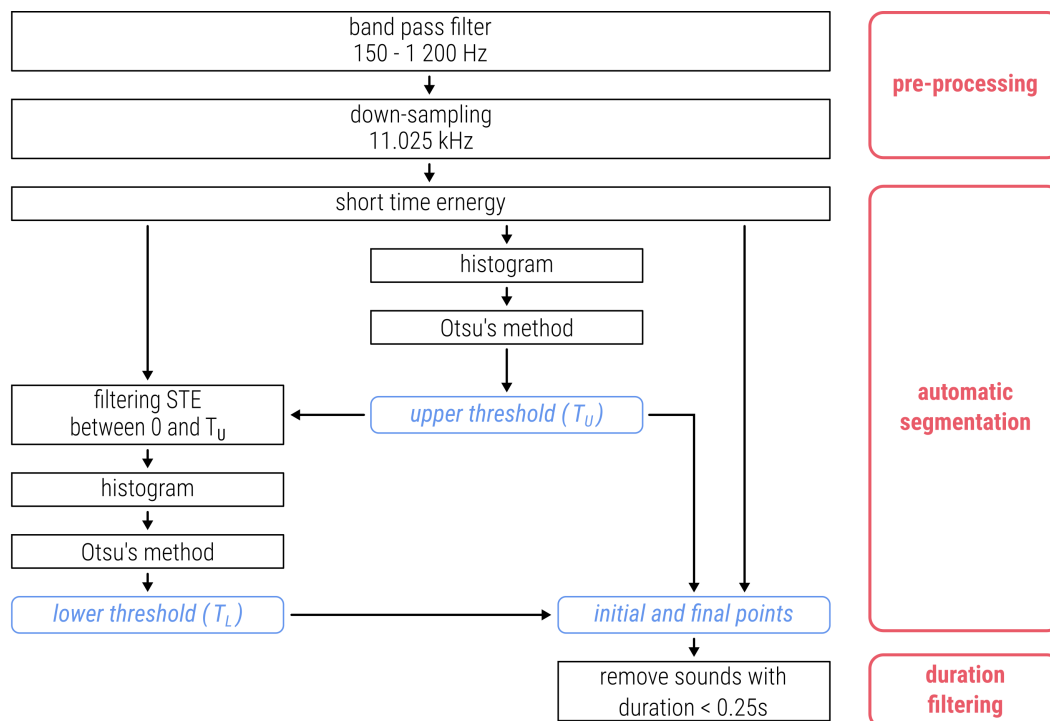 band pass filter
150 - 1 200 Hz
pre-processing
down-sampling
11.025 kHz
short time ernergy
histogram
Otsu's method
filtering STE
between 0 and TU
upper threshold (TU)
automatic
segmentation
histogram
Otsu's method
lower threshold (TL)
initial and final points
remove sounds with
duration < 0.25s
duration
filtering